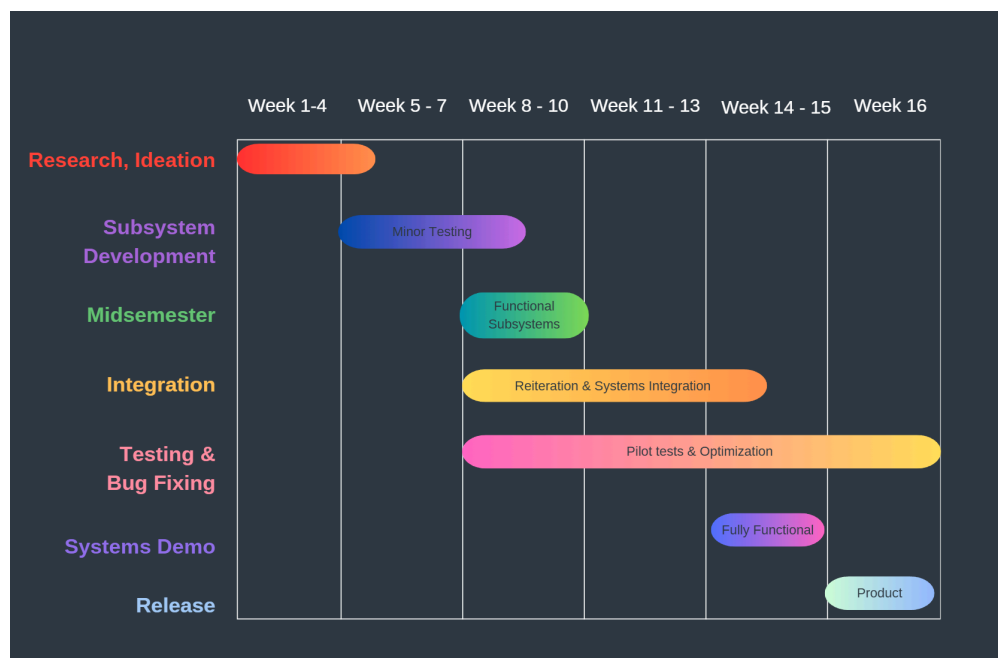 Week 1-4
Week 5 - 7
Week 8 - 10
Week 11 - 13
Week 14 - 15
Week 16
Research, Ideation
Subsystem
Development
Minor Testing
Midsemester
Functional
Subsystems
Integration
Reiteration & Systems Integration
Testing &
Bug Fixing
Pilot tests & Optimization
Systems Demo
Fully Functional
Release
Product